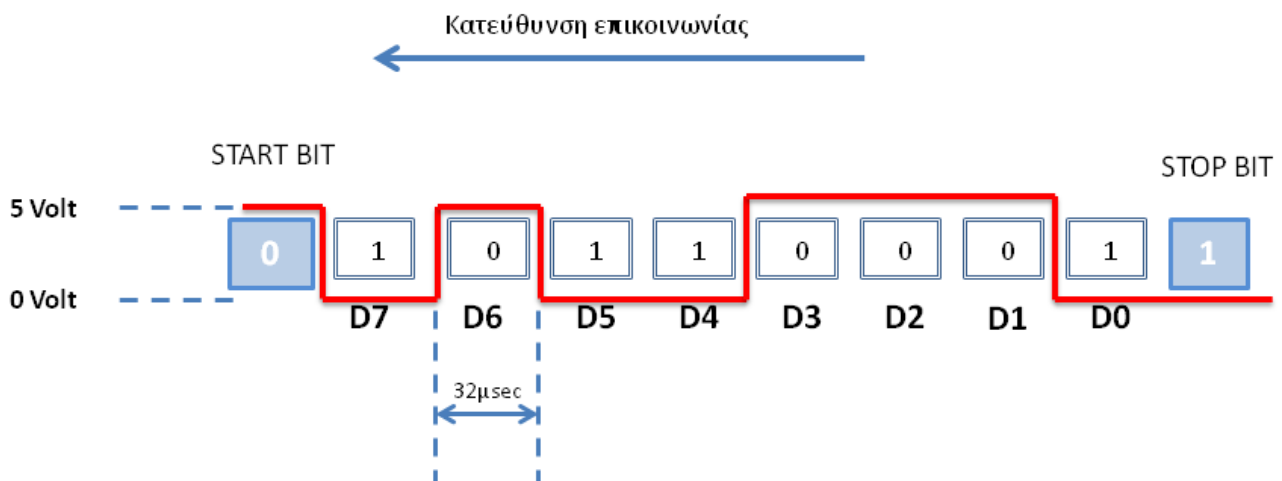 Κατεύθυνση επικοινωνίας
START BIT
STOP BIT
5 Volt
0 1 0 1 1 0 0 0 1 1
0 Volt
D7 D6 D5 D4 D3 D2 D1 D0
32μsec